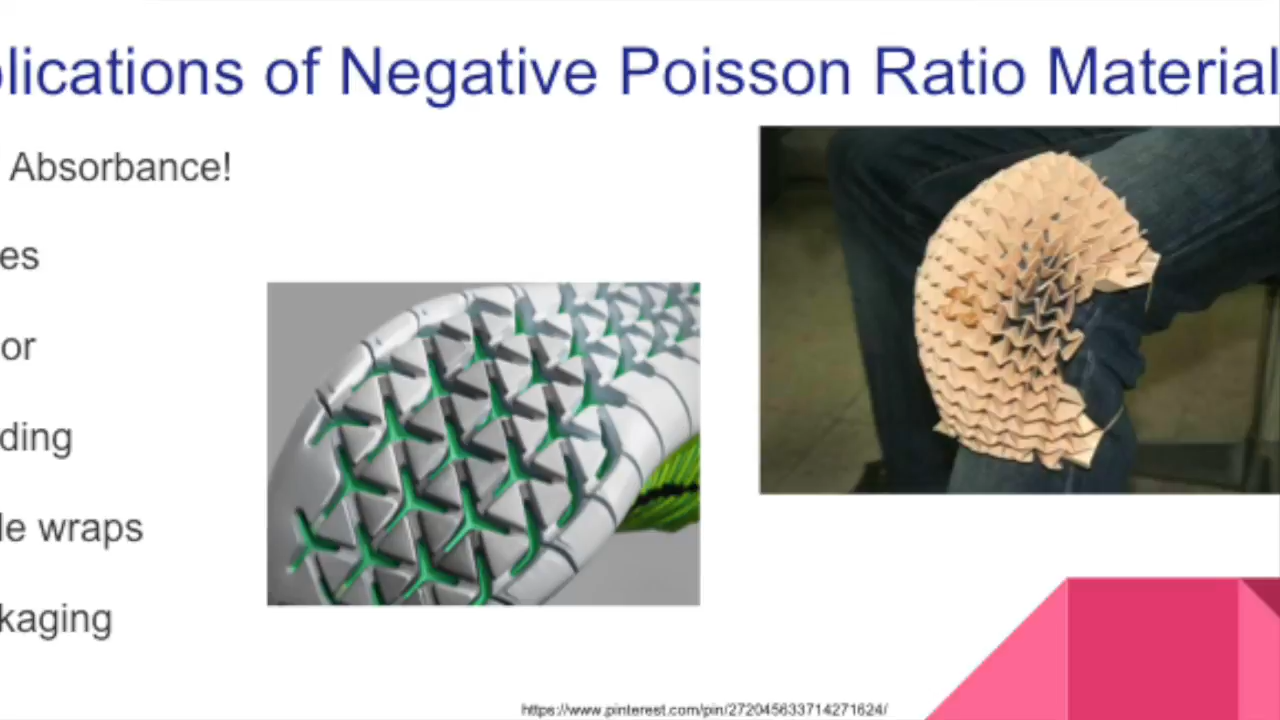 plications of Negative Poisson Ratio Material
Absorbance!
es
or
ding
le wraps
kaging
https://www.pinterest.com/pin/272045633714271624/